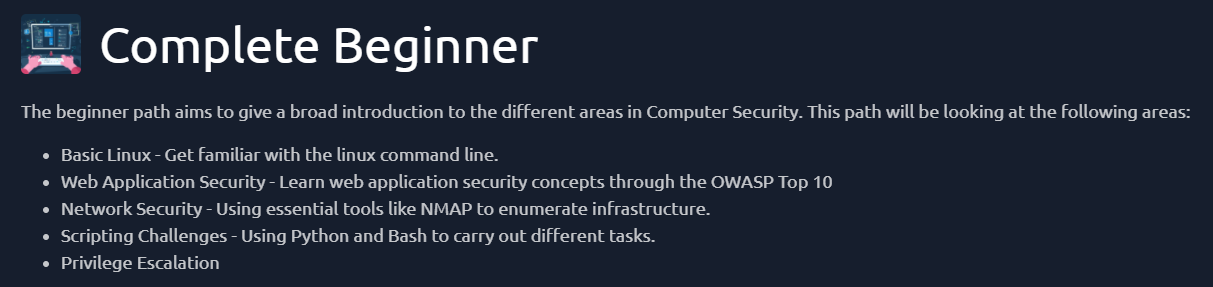 Complete Beginner
The beginner path aims to give a broad introduction to the different areas in Computer Security. This path will be looking at the following areas:
• Basic Linux - Get familiar with the linux command line.
• Web Application Security - Learn web application security concepts through the OWASP Top 10
• Network Security - Using essential tools like NMAP to enumerate infrastructure.
• Scripting Challenges - Using Python and Bash to carry out different tasks.
• Privilege Escalation